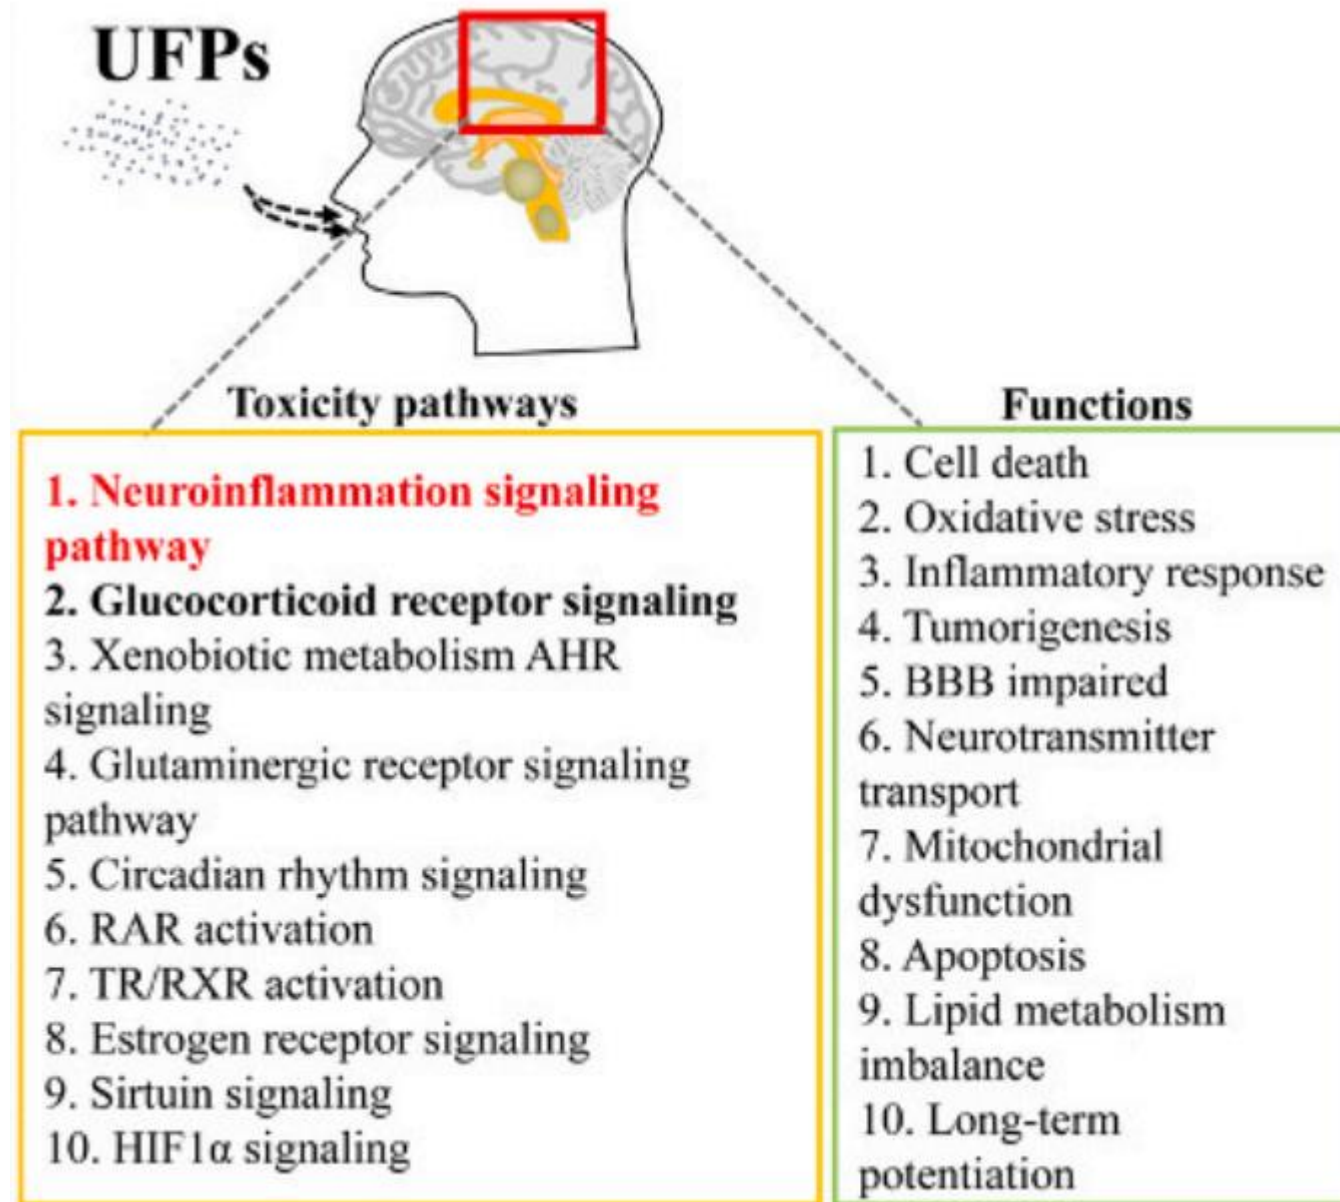 UFPs
Toxicity pathways
1. Neuroinflammation signaling
pathway
2. Glucocorticoid receptor signaling
3. Xenobiotic metabolism AHR
signaling
4. Glutaminergic receptor signaling
pathway
5. Circadian rhythm signaling
6. RAR activation
7. TR/RXR activation
8. Estrogen receptor signaling
9. Sirtuin signaling
10. HIF1α signaling
Functions
1. Cell death
2. Oxidative stress
3. Inflammatory response
4. Tumorigenesis
5. BBB impaired
6. Neurotransmitter
transport
7. Mitochondrial
dysfunction
8. Apoptosis
9. Lipid metabolism
imbalance
10. Long-term
potentiation